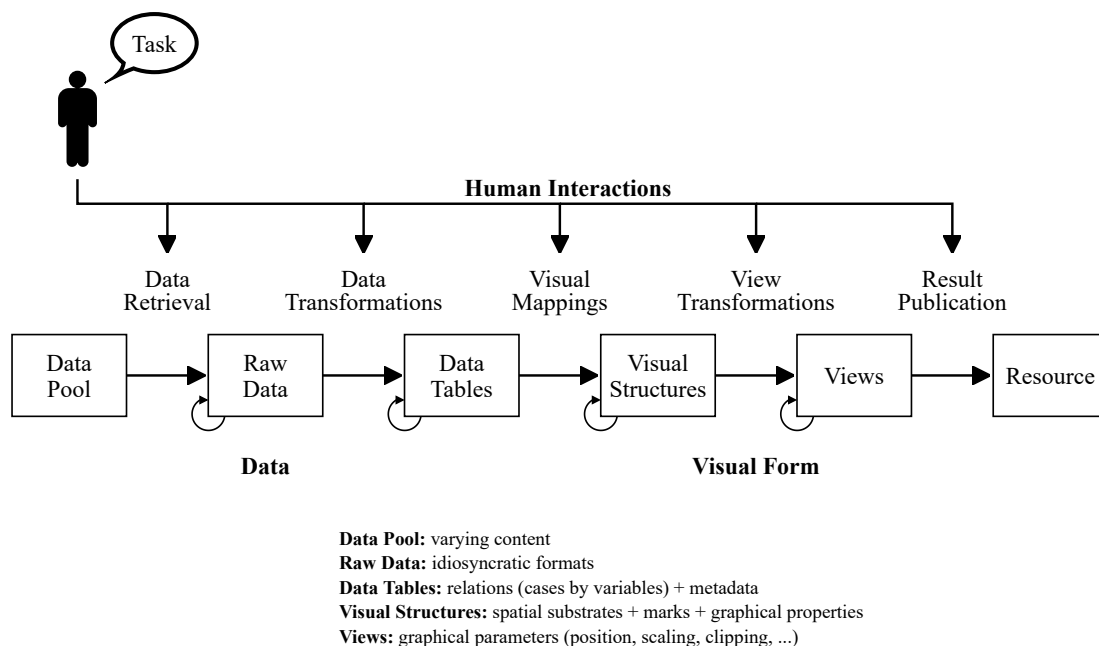 Task
Human Interactions
Data
Retrieval
Data
Transformations
Visual
Mappings
View
Transformations
Result
Publication
Data
Pool
Raw
Data
Data
Tables
Visual
Structures
Views
Resource
Data
Visual Form
Data Pool: varying content
Raw Data: idiosyncratic formats
Data Tables: relations (cases by variables) + metadata
Visual Structures: spatial substrates + marks + graphical properties
Views: graphical parameters (position, scaling, clipping, ...)